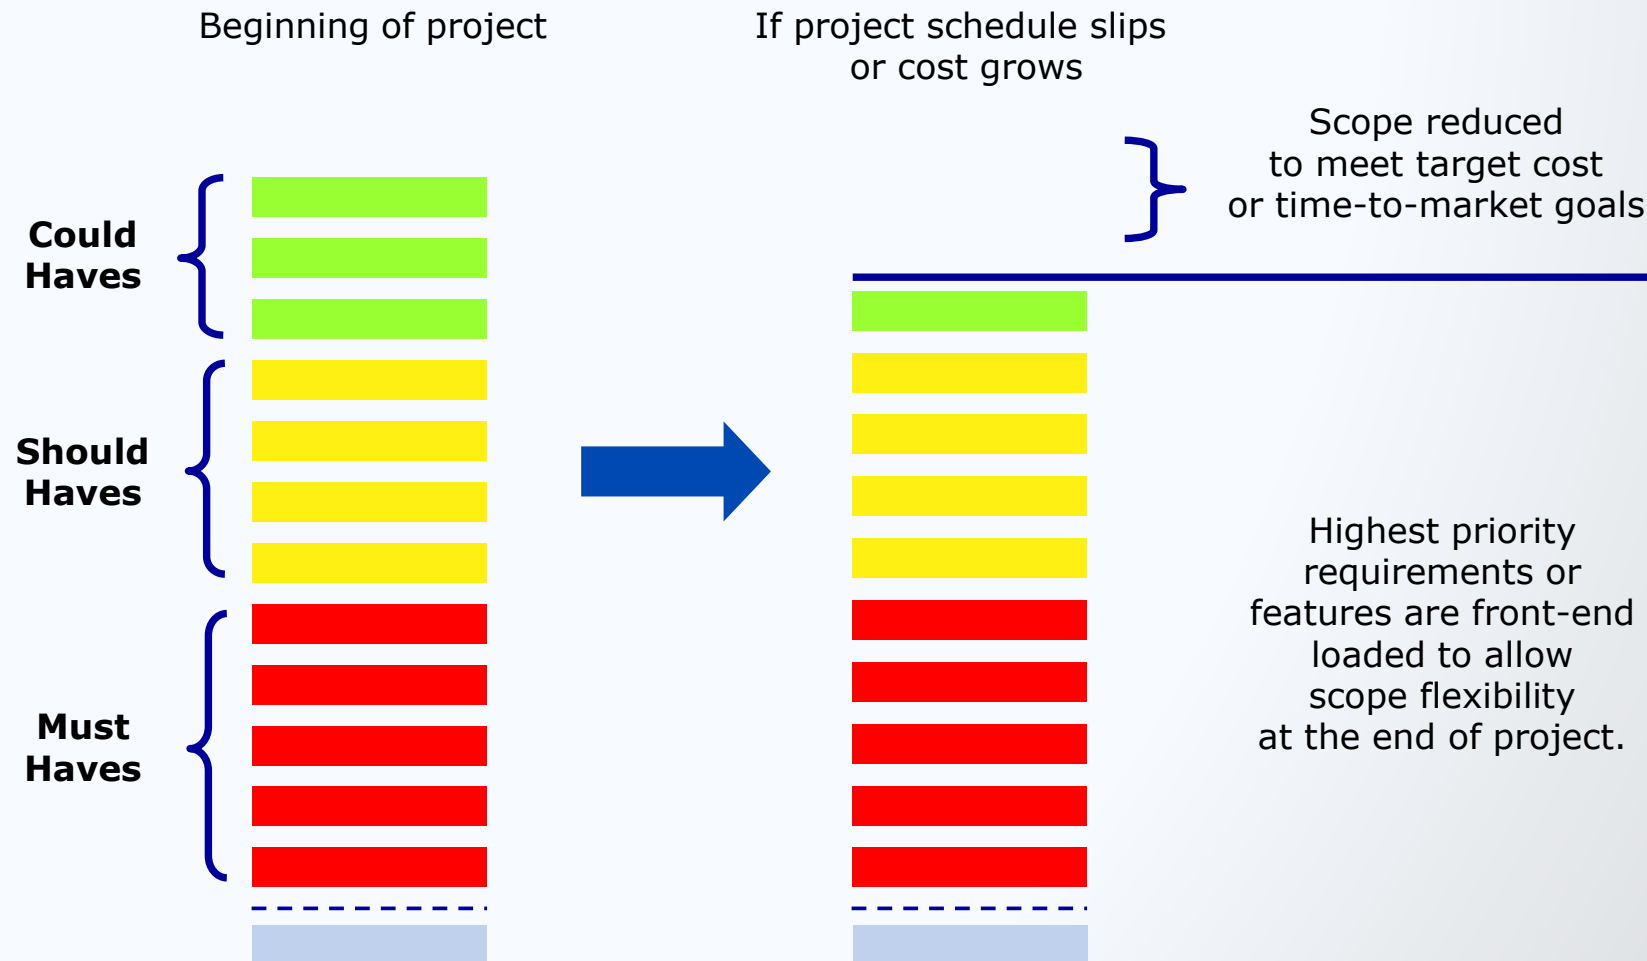 Beginning of project
If project schedule slips
or cost grows
Scope reduced
to meet target cost
or time-to-market goals
Could
Haves
Should
Haves
Must
Haves
Highest priority
requirements or
features are front-end
loaded to allow
scope flexibility
at the end of project.